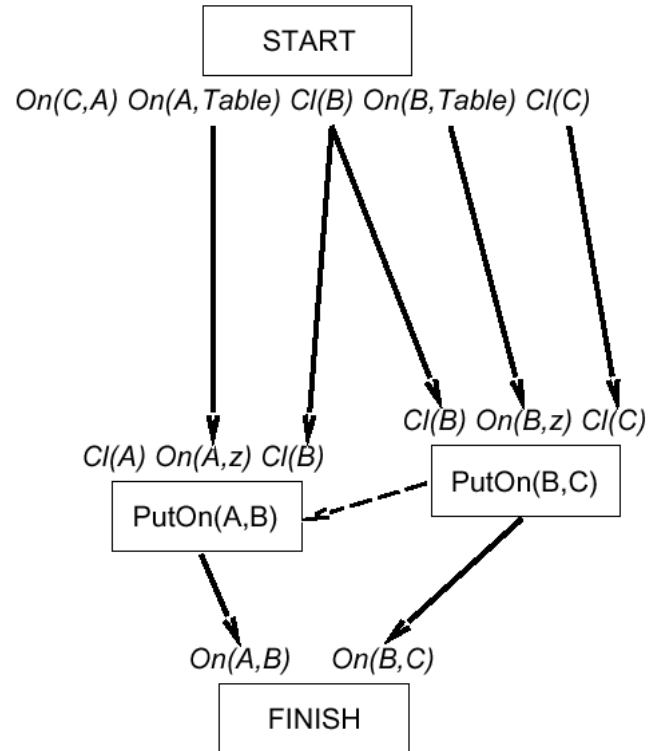 START
On(C,A) On(A,Table) Cl(B) On(B,Table) Cl(C)
Cl(B) On(B,z) Cl(C)
Cl(A) On(A,z) Cl(B)
PutOn(B,C)
PutOn(A,B)
On(A,B) On(B,C)
FINISH